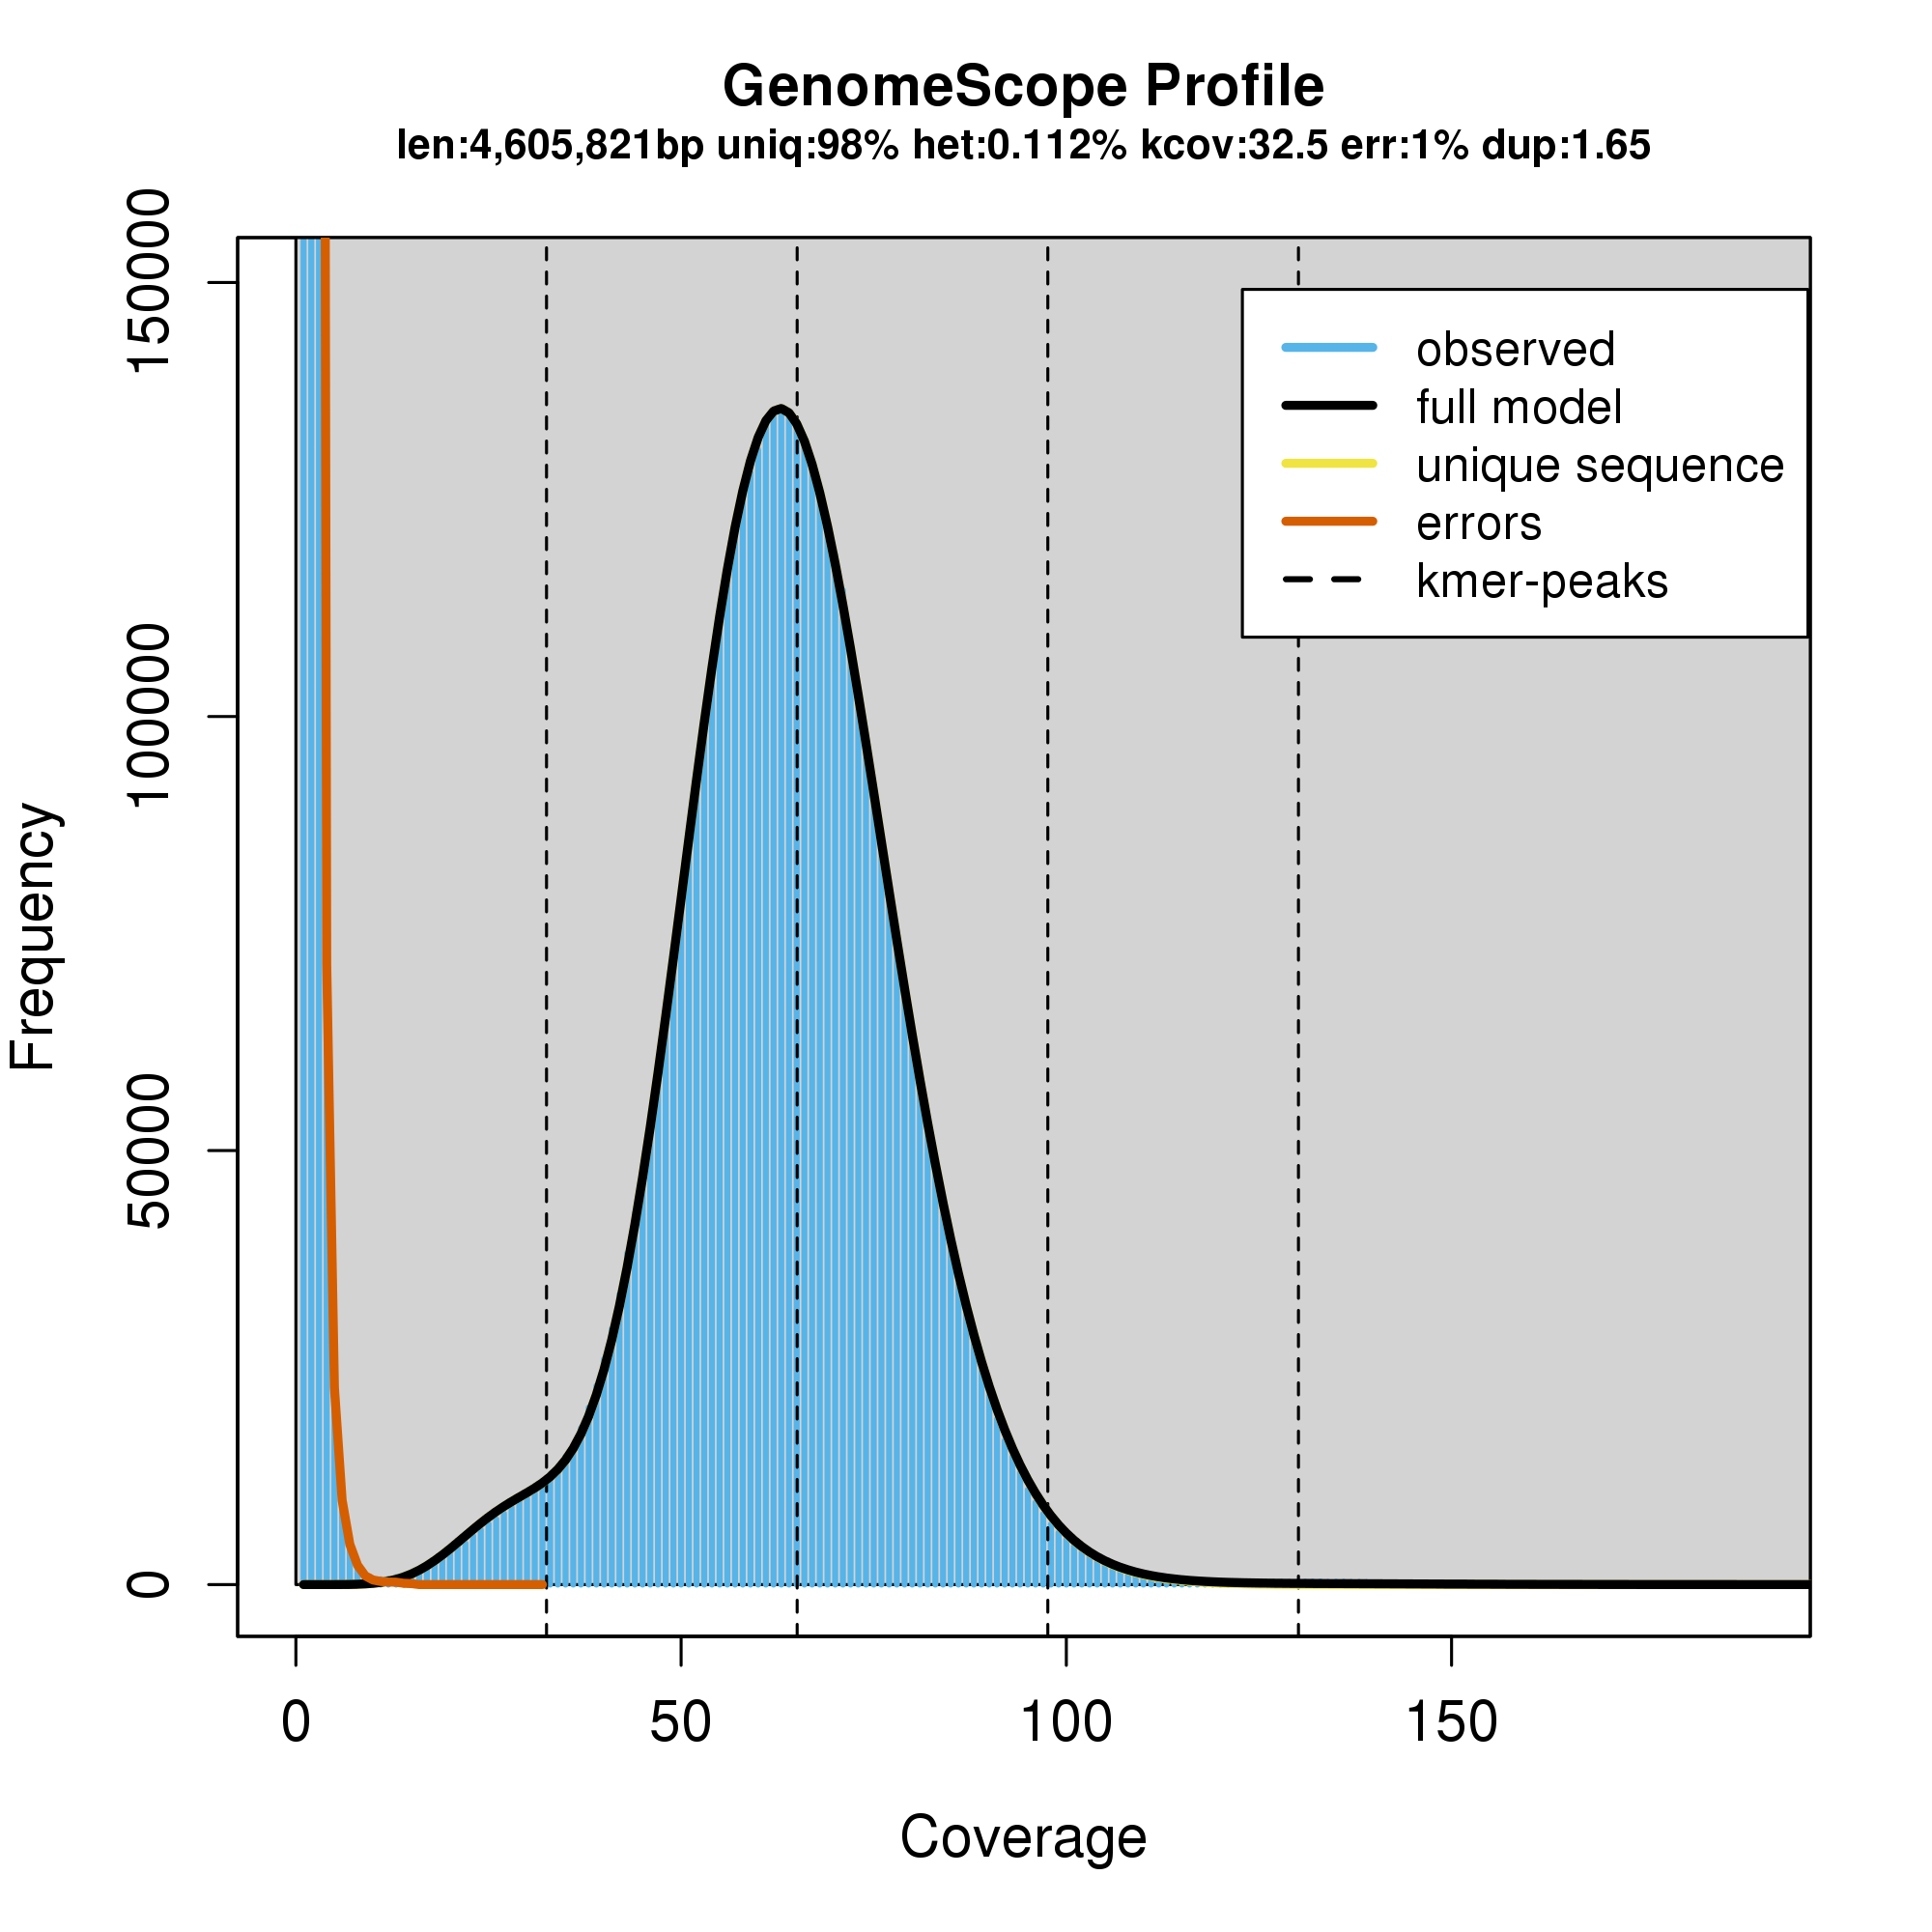 GenomeScope Profile
len:4,605,821bp uniq:98% het:0.112% kcov:32.5 err:1% dup:1.65
150000
100000
50000
0
Frequency
observed
full model
unique sequence
errors
kmer-peaks
0 50 100 150
Coverage